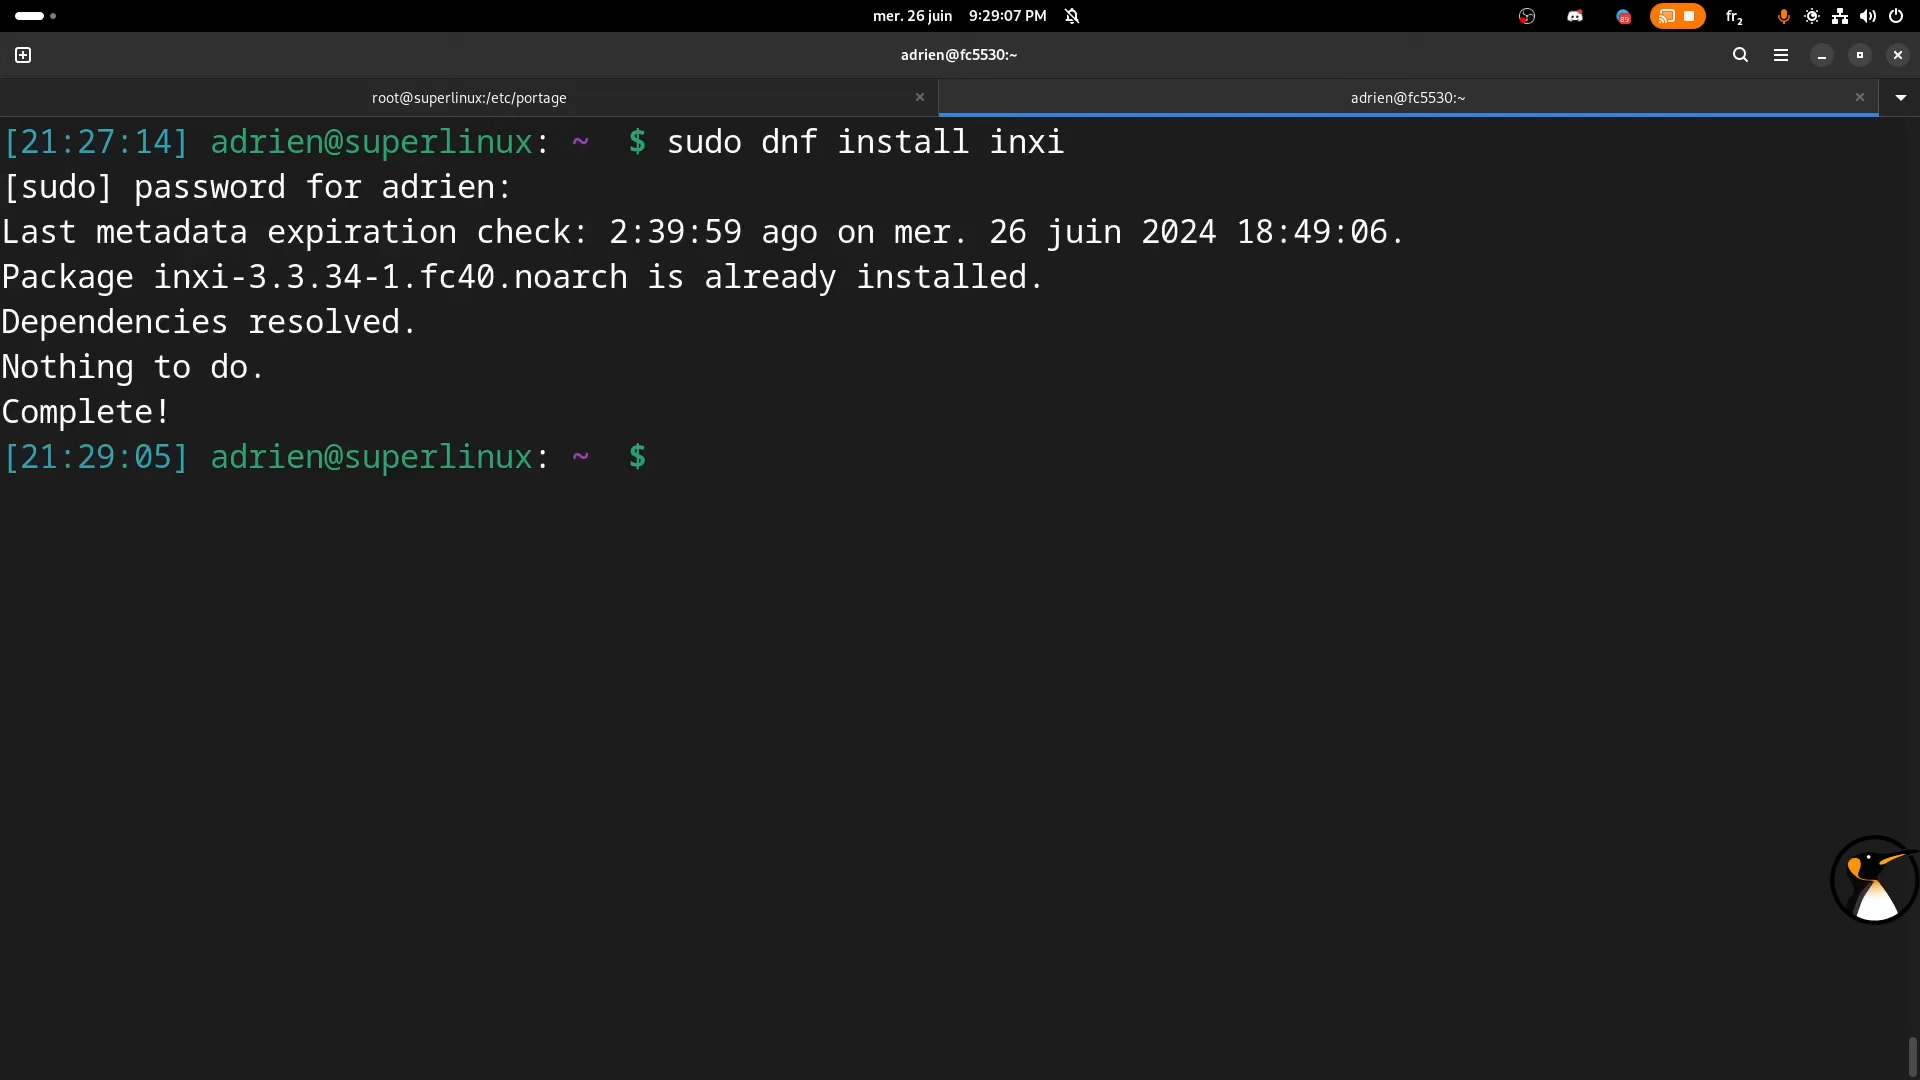 mer. 26 juin 9:29:07 PM
89
fr₂
adrien@fc5530:~
root@superlinux:/etc/portage
adrien@fc5530:~
[21:27:14] adrien@superlinux: ~ $ sudo dnf install inxi
[sudo] password for adrien:
Last metadata expiration check: 2:39:59 ago on mer. 26 juin 2024 18:49:06.
Package inxi-3.3.34-1.fc40.noarch is already installed.
Dependencies resolved.
Nothing to do.
Complete!
[21:29:05] adrien@superlinux: ~ $